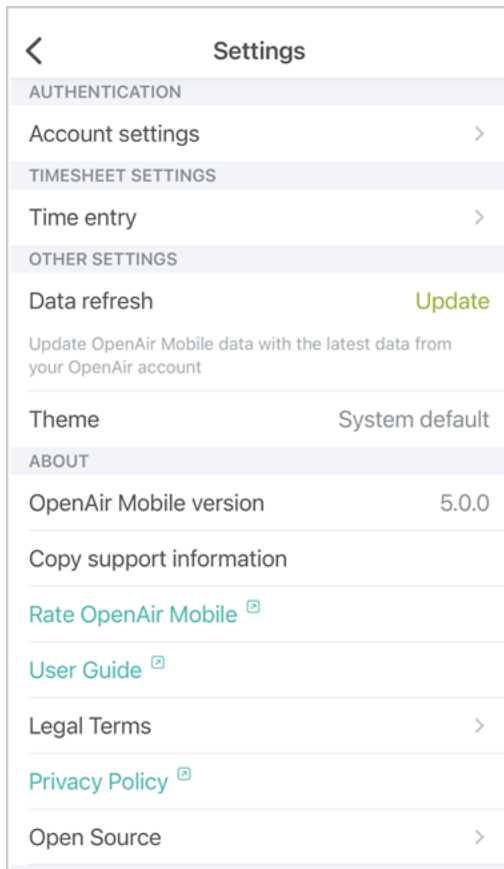 Settings
AUTHENTICATION
Account settings
TIMESHEET SETTINGS
Time entry
OTHER SETTINGS
Data refresh Update
Update OpenAir Mobile data with the latest data from
your OpenAir account
Theme System default
ABOUT
OpenAir Mobile version 5.0.0
Copy support information
Rate OpenAir Mobile
User Guide
Legal Terms
Privacy Policy
Open Source